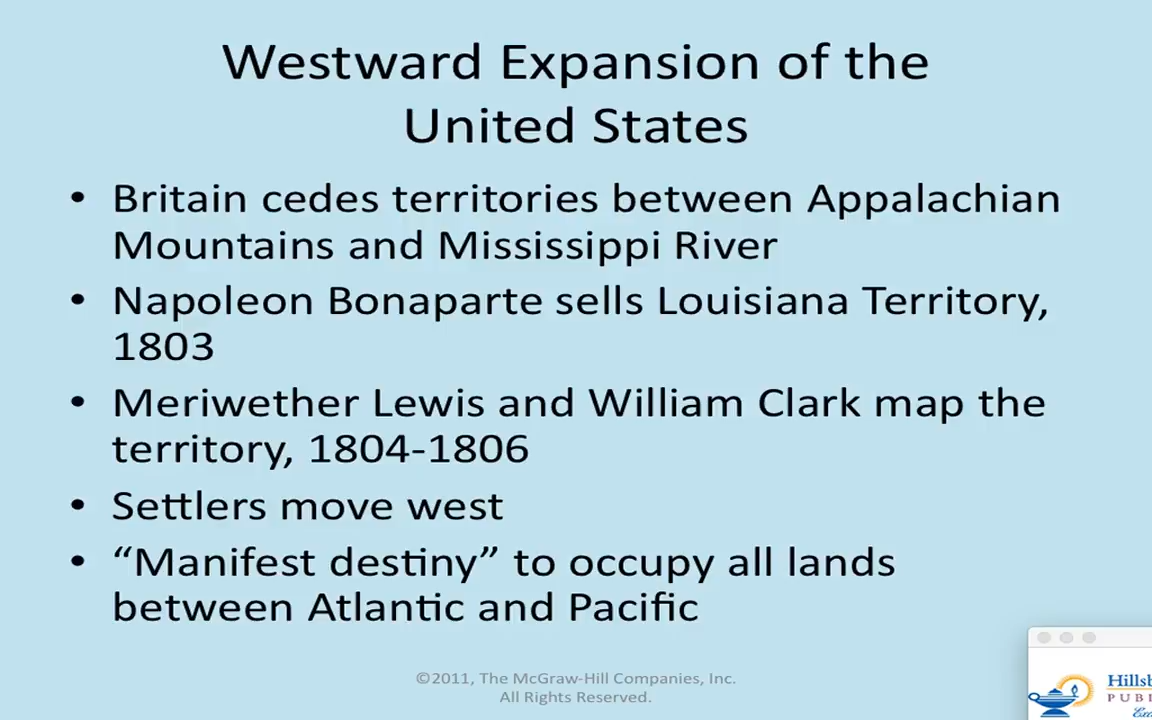 Westward Expansion of the
United States
• Britain cedes territories between Appalachian
Mountains and Mississippi River
• Napoleon Bonaparte sells Louisiana Territory,
1803
• Meriwether Lewis and William Clark map the
territory, 1804-1806
• Settlers move west
• “Manifest destiny” to occupy all lands
between Atlantic and Pacific
©2011, The McGraw-Hill Companies, Inc.
All Rights Reserved.